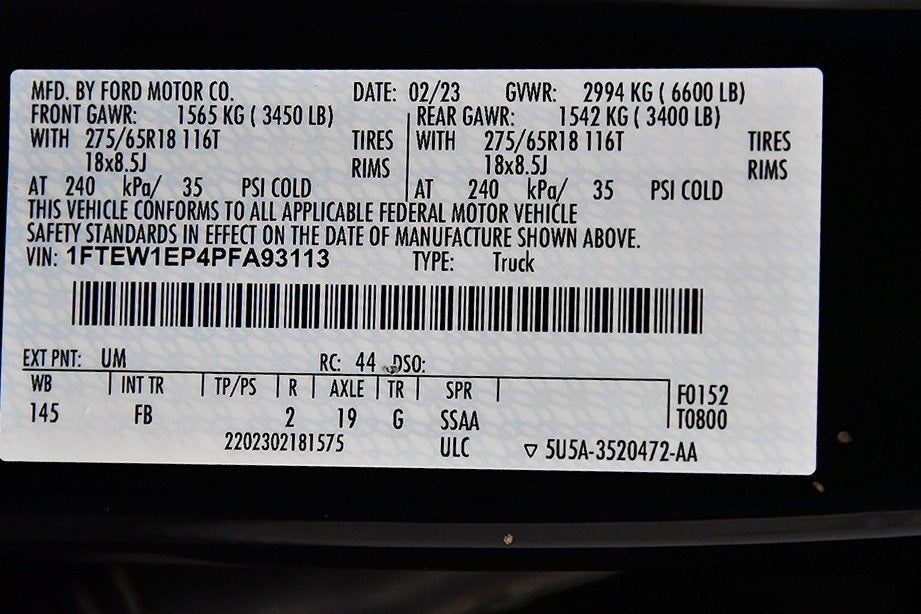 MFD. BY FORD MOTOR CO. DATE: 02/23 GVWR: 2994 KG ( 6600 LB)
FRONT GAWR: 1565 KG ( 3450 LB) REAR GAWR: 1542 KG ( 3400 LB)
WITH 275/65R18 116T TIRES WITH 275/65R18 116T TIRES
18x8.5J RIMS 18x8.5J RIMS
AT 240 kPa/ 35 PSI COLD AT 240 kPa/ 35 PSI COLD
THIS VEHICLE CONFORMS TO ALL APPLICABLE FEDERAL MOTOR VEHICLE
SAFETY STANDARDS IN EFFECT ON THE DATE OF MANUFACTURE SHOWN ABOVE.
VIN: 1FTEW1EP4PFA93113 TYPE: Truck
EXT PNT: UM RC: 44 DSO:
WB INT TR TP/PS R AXLE TR SPR F0152
145 FB 2 19 G SSAA T0800
2202302181575 ULC ▽ 5U5A-3520472-AA